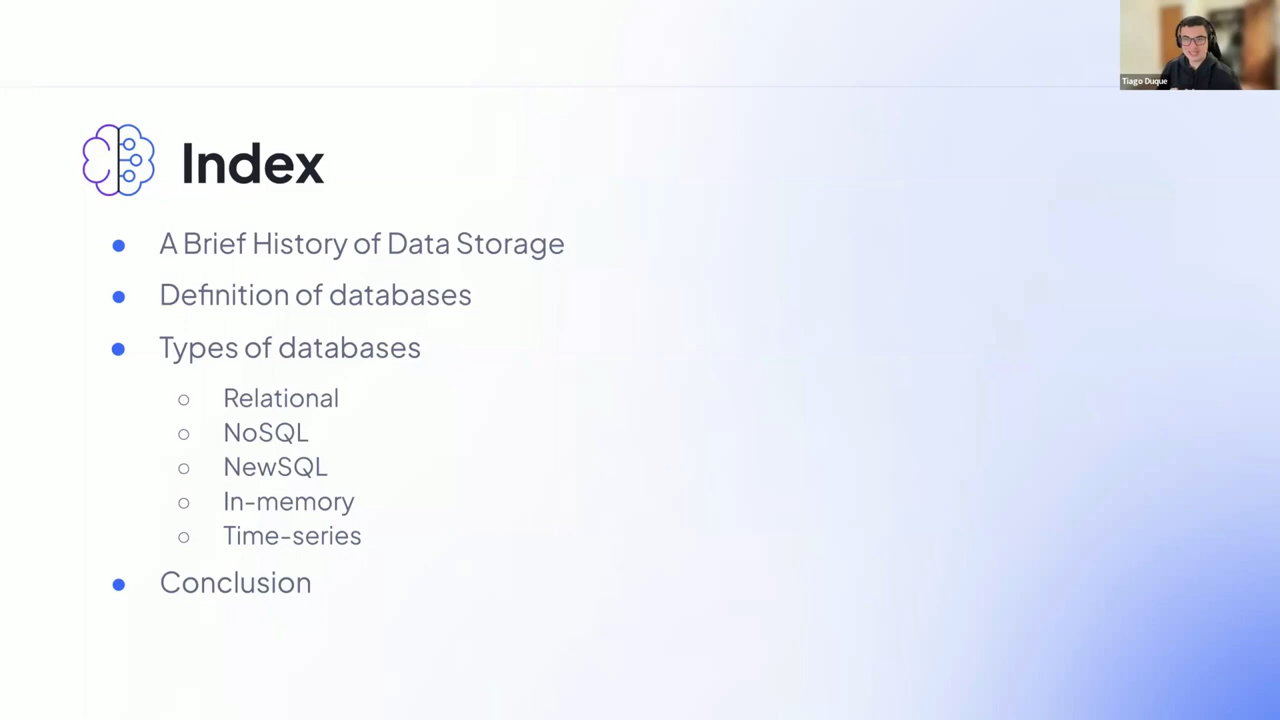 Tiago Duque
Index
A Brief History of Data Storage
Definition of databases
Types of databases
Relational
NoSQL
NewSQL
In-memory
Time-series
Conclusion